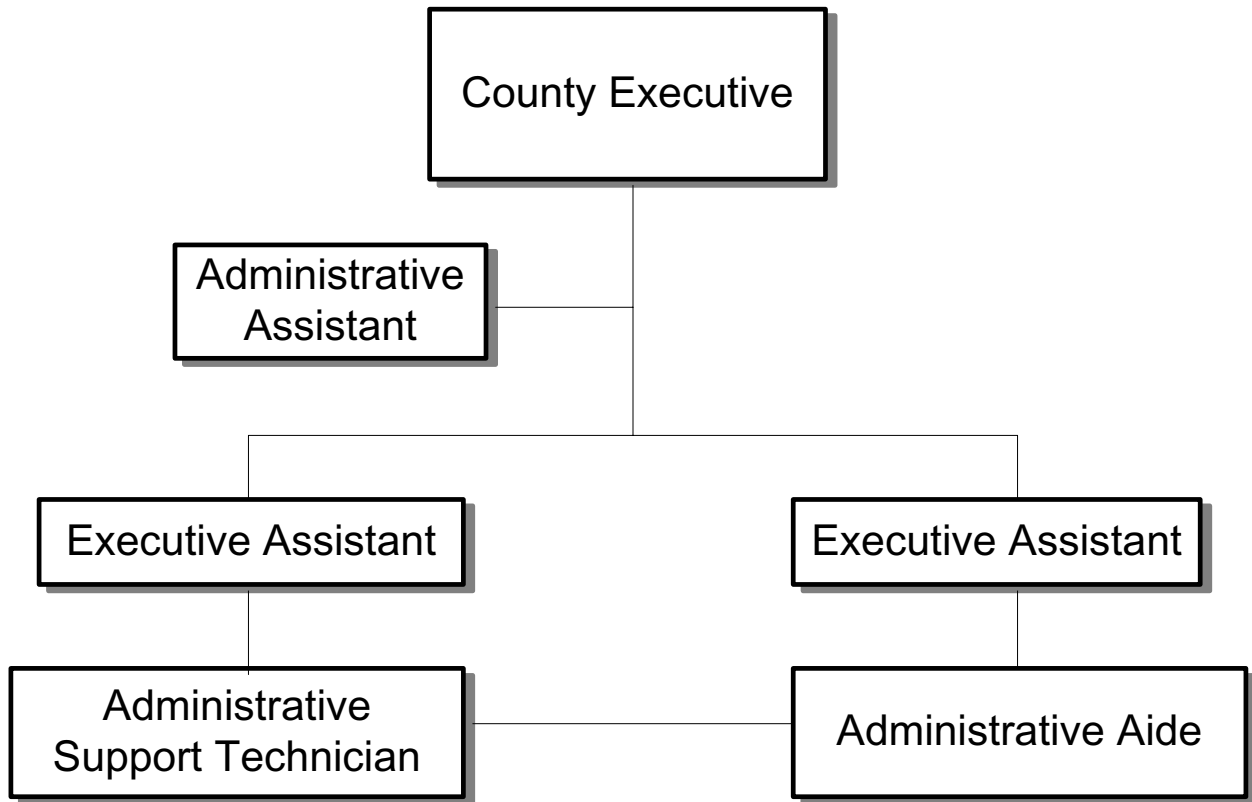 County Executive
Administrative
Assistant
Executive Assistant
Executive Assistant
Administrative
Support Technician
Administrative Aide